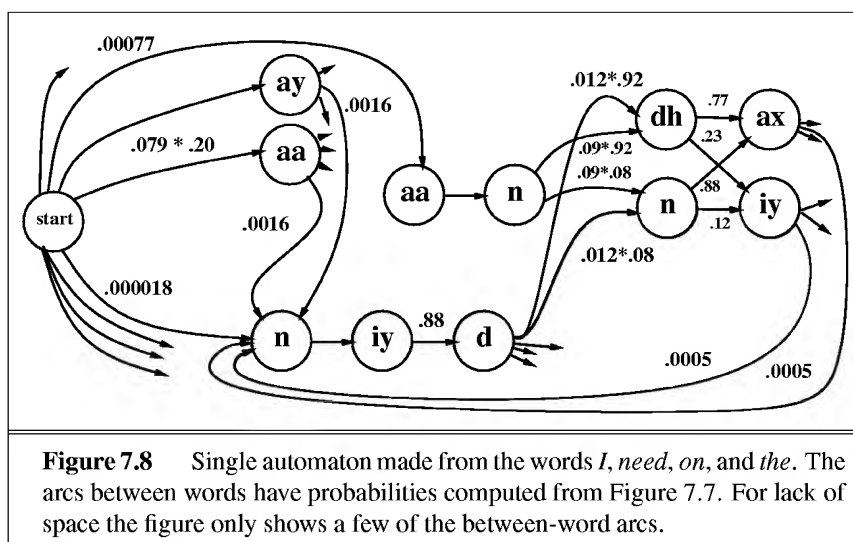 .00077
ay
.0016
.012*.92
dh
.77
ax
.079 * .20
aa
.09*.92
.23
aa
n
.09*.08
n
.88
iy
start
.0016
.12
.012*.08
.000018
n
iy
.88
d
.0005
.0005
Figure 7.8 Single automaton made from the words I, need, on, and the. The
arcs between words have probabilities computed from Figure 7.7. For lack of
space the figure only shows a few of the between-word arcs.